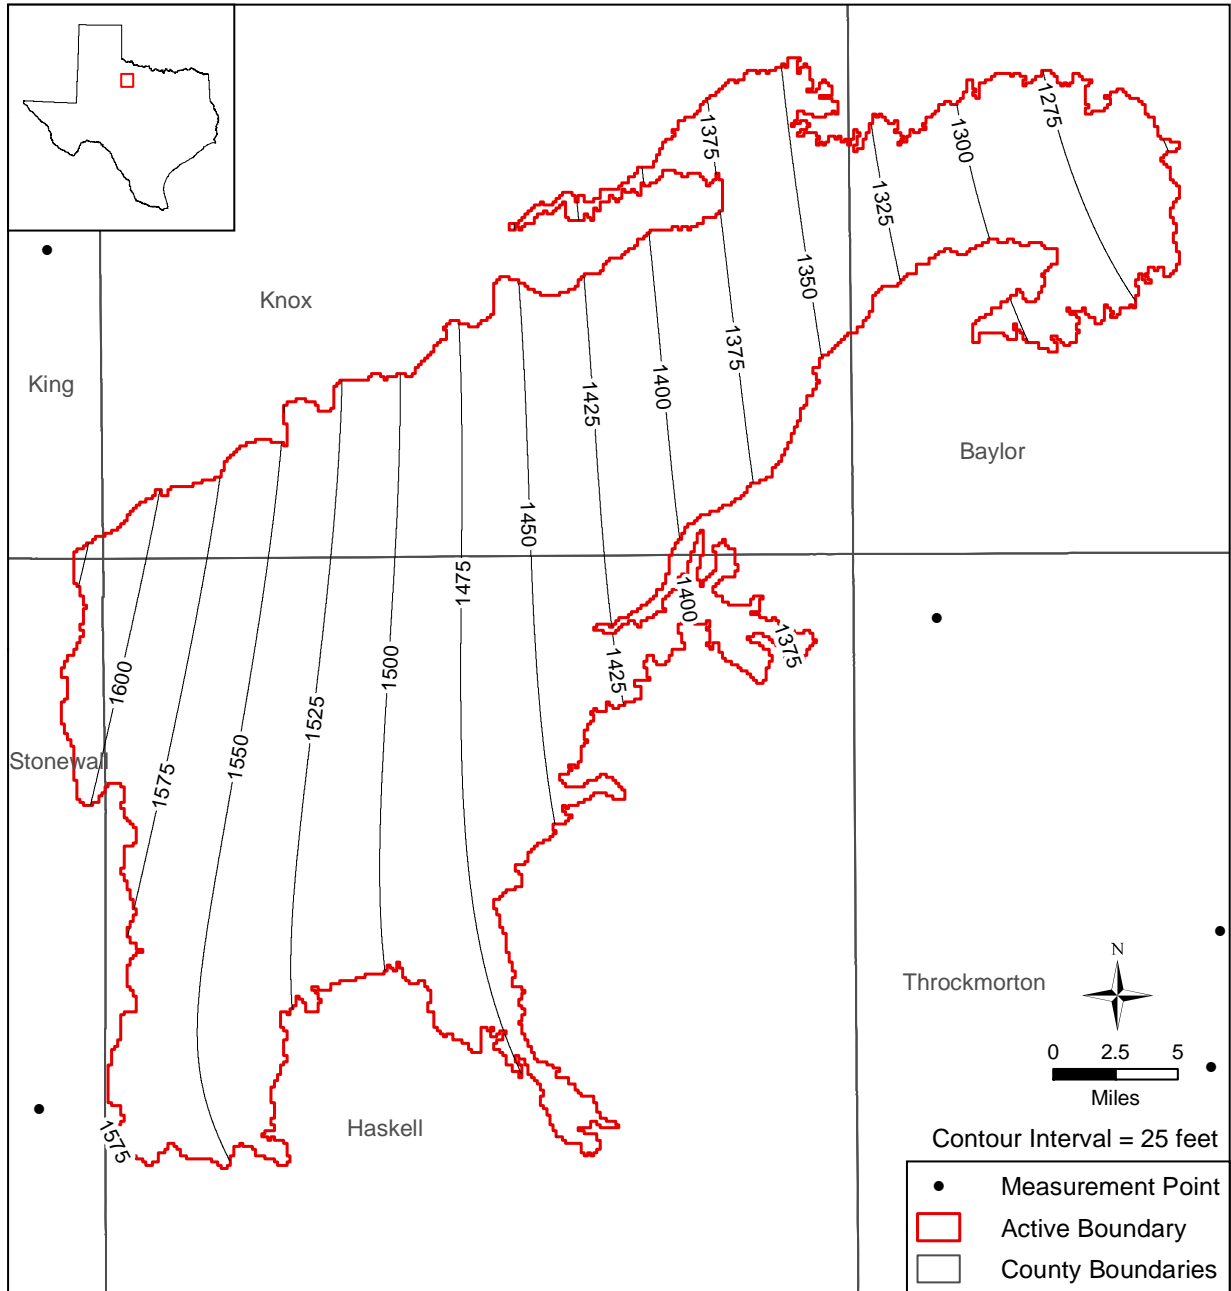 1275
1375
1300
1325
1350
Knox
1375
King
1400
1425
Baylor
1450
1475
1400
1375
1500
1425
1600
1525
1550
Stonewall
1575
Throckmorton
N
0 2.5 5
Miles
Haskell
1575
Contour Interval = 25 feet
Measurement Point
Active Boundary
County Boundaries